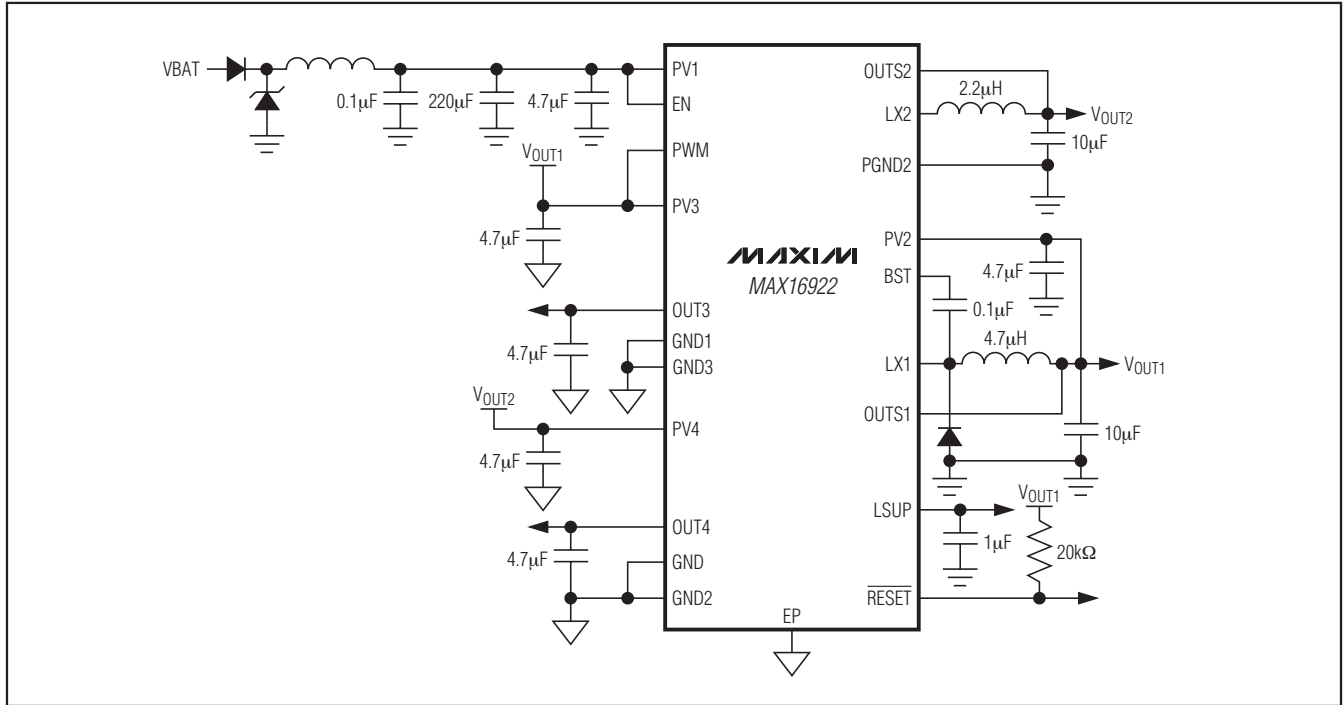 VBAT
0.1µF
220µF
4.7µF
PV1
EN
VOUT1
PWM
PV3
4.7µF
OUT3
4.7µF
GND1
GND3
VOUT2
PV4
4.7µF
OUT4
4.7µF
GND
GND2
EP
MAXIM
MAX16922
OUTS2
2.2µH
LX2
VOUT2
10µF
PGND2
PV2
4.7µF
BST
0.1µF
4.7µH
LX1
VOUT1
OUTS1
10µF
LSUP
VOUT1
1µF
20kΩ
RESET